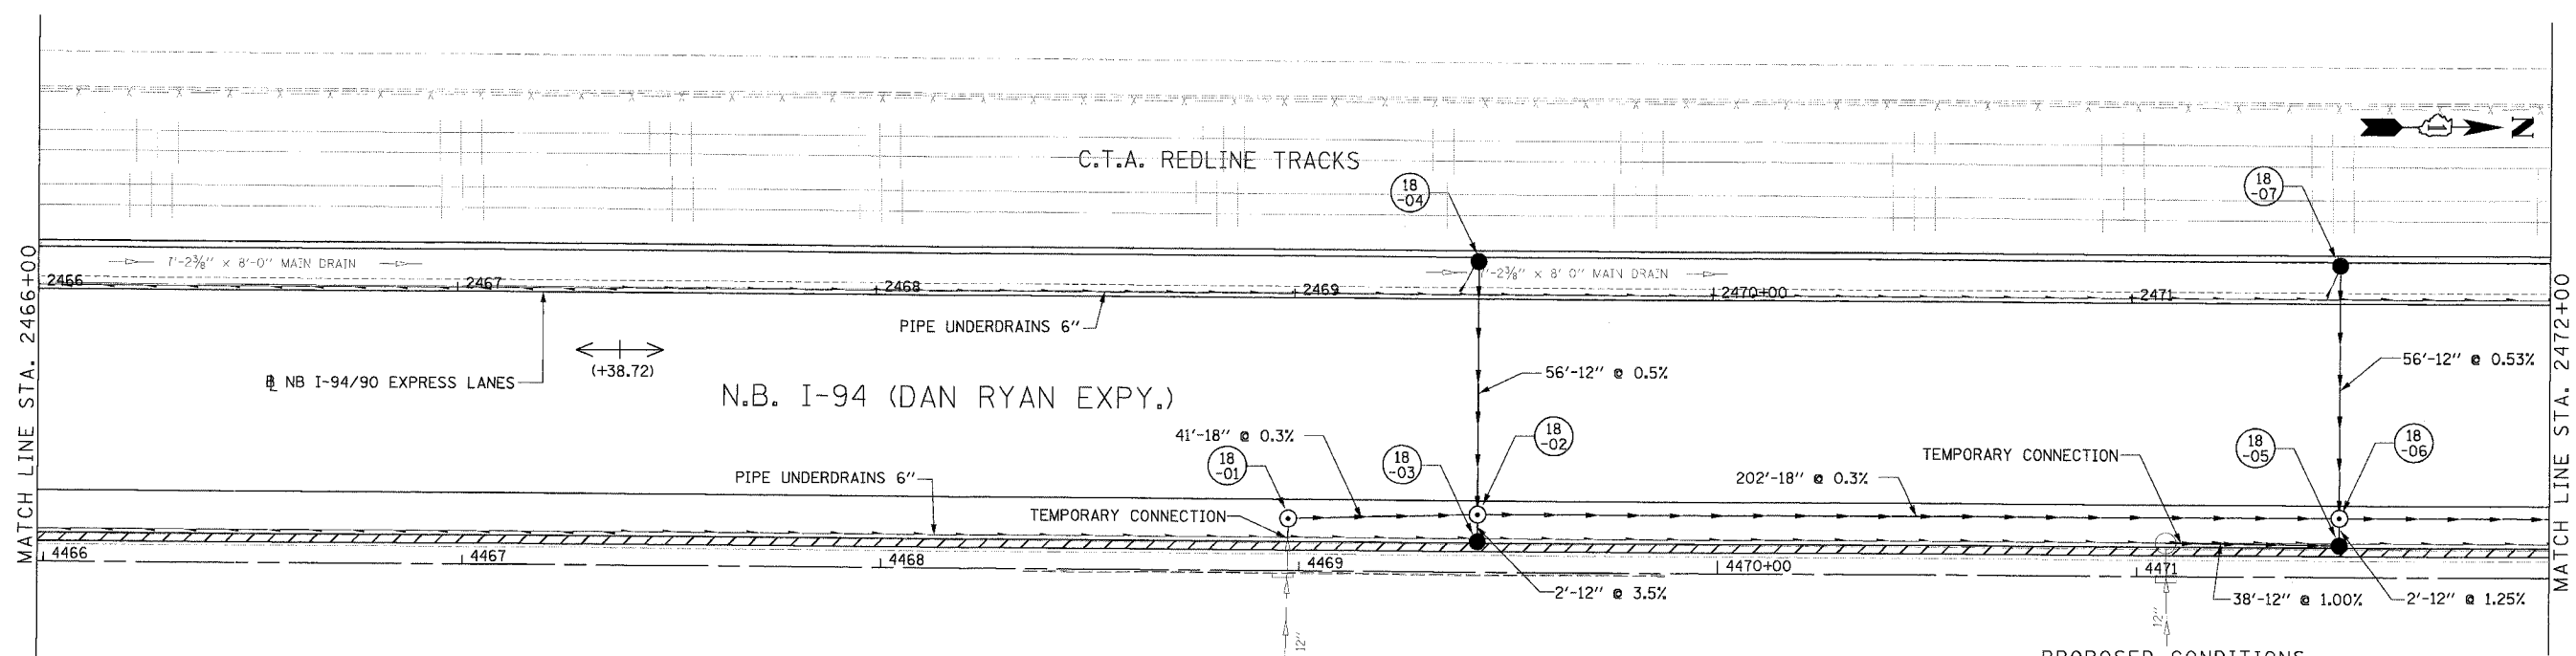 C.T.A. REDLINE TRACKS
N
18
-04
18
-07
7'-2⅜" x 8'-0" MAIN DRAIN
-2⅜" x 8' 0" MAIN DRAIN
2466
2467
2468
2469
2470+00
2471
MATCH LINE STA. 2466+00
MATCH LINE STA. 2472+00
PIPE UNDERDRAINS 6"
(+38.72)
℄ NB I-94/90 EXPRESS LANES
N.B. I-94 (DAN RYAN EXPY.)
56'-12" @ 0.5%
56'-12" @ 0.53%
41'-18" @ 0.3%
18
-01
18
-03
18
-02
18
-05
18
-06
TEMPORARY CONNECTION
PIPE UNDERDRAINS 6"
202'-18" @ 0.3%
TEMPORARY CONNECTION
4466
4467
4468
4469
4470+00
4471
2'-12" @ 3.5%
38'-12" @ 1.00%
2'-12" @ 1.25%
12"
12"
PROPOSED CONDITIONS